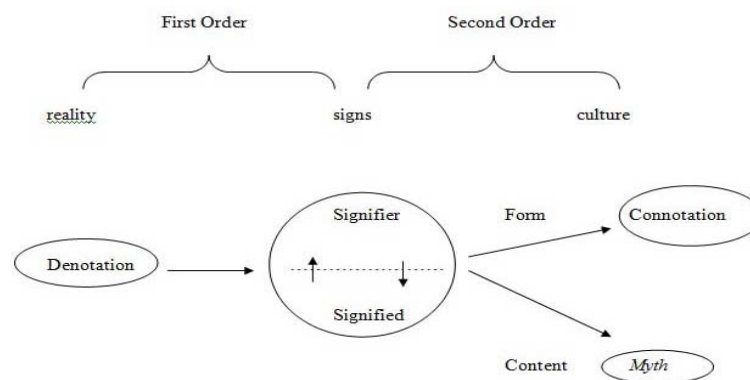 First Order Second Order
reality signs culture
Signifier Form Connotation
Denotation
Signified
Content Myth